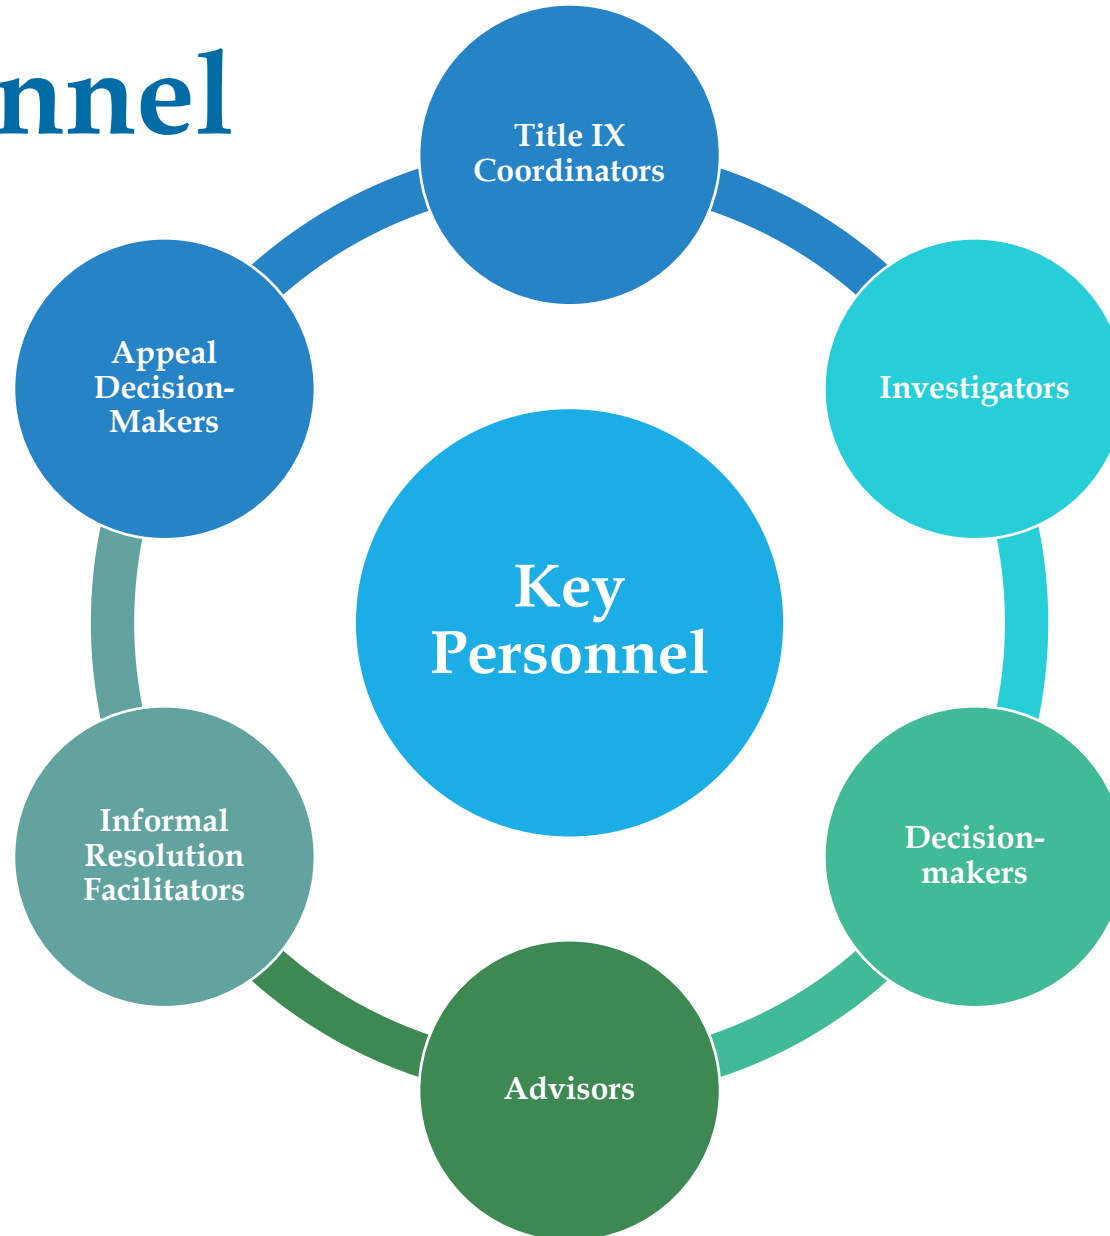 nnel
Title IX
Coordinators
Investigators
Decision-
makers
Advisors
Informal
Resolution
Facilitators
Appeal
Decision-
Makers
Key
Personnel